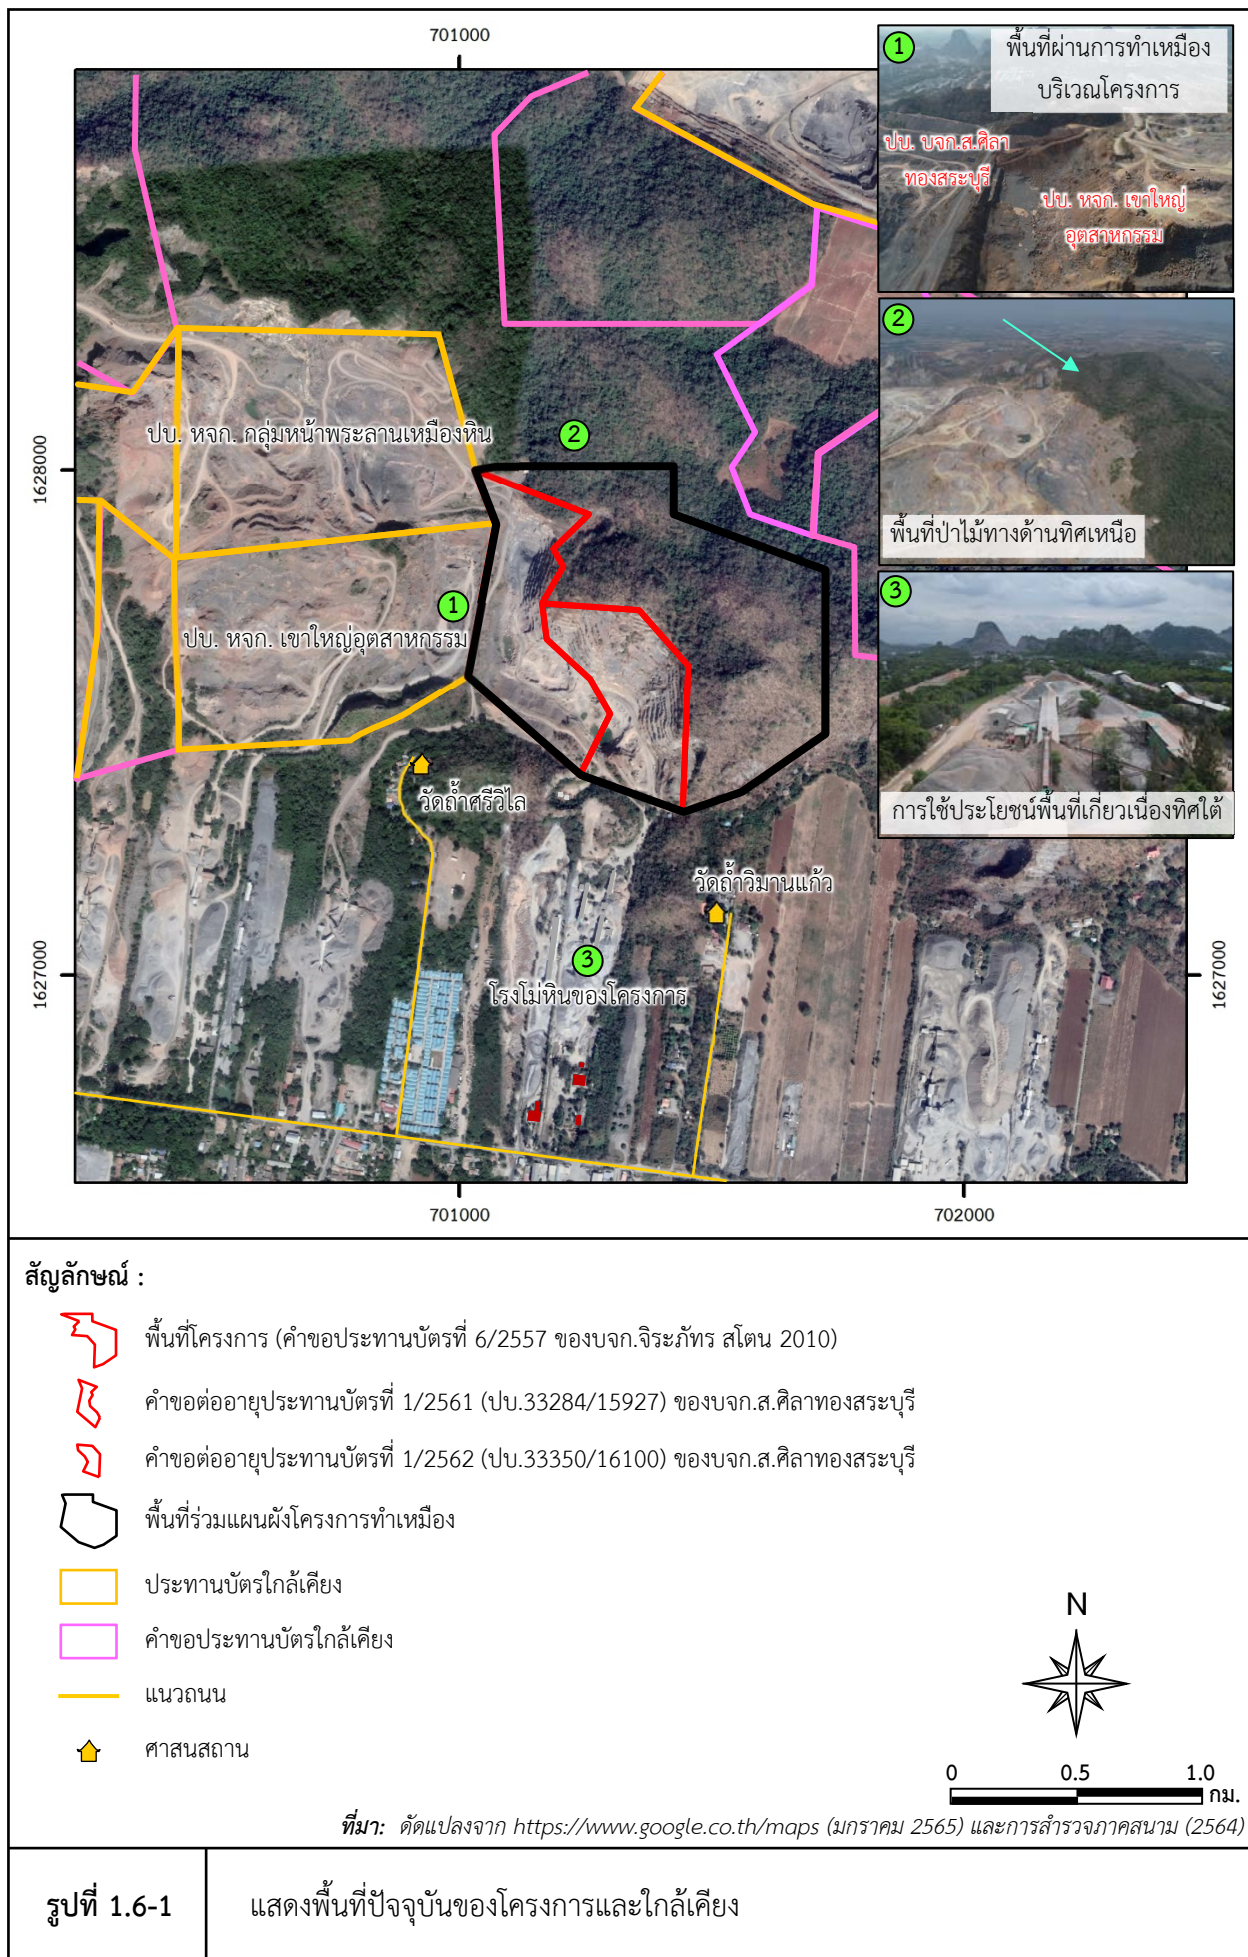 701000
1
พื้นที่ผ่านการทำเหมือง
บริเวณโครงการ
ปบ. บจก.ส.ศิลา
ทองสระบุรี
ปบ. หจก. เขาใหญ่
อุตสาหกรรม
2
พื้นที่ป่าไม้ทางด้านทิศเหนือ
3
การใช้ประโยชน์พื้นที่เกี่ยวเนื่องทิศใต้
1628000
ปบ. หจก. กลุ่มหน้าพระลานเหมืองหิน
2
1
ปบ. หจก. เขาใหญ่อุตสาหกรรม
วัดถ้ำศรีวิไล
วัดถ้ำวิมานแก้ว
3
โรงโม่หินของโครงการ
1627000
1627000
701000
702000
สัญลักษณ์ :
พื้นที่โครงการ (คำขอประทานบัตรที่ 6/2557 ของบจก.จิระภัทร สโตน 2010)
คำขอต่ออายุประทานบัตรที่ 1/2561 (ปบ.33284/15927) ของบจก.ส.ศิลาทองสระบุรี
คำขอต่ออายุประทานบัตรที่ 1/2562 (ปบ.33350/16100) ของบจก.ส.ศิลาทองสระบุรี
พื้นที่ร่วมแผนผังโครงการทำเหมือง
ประทานบัตรใกล้เคียง
คำขอประทานบัตรใกล้เคียง
แนวถนน
ศาสนสถาน
N
0 0.5 1.0
กม.
ที่มา: ดัดแปลงจาก https://www.google.co.th/maps (มกราคม 2565) และการสำรวจภาคสนาม (2564)
รูปที่ 1.6-1
แสดงพื้นที่ปัจจุบันของโครงการและใกล้เคียง